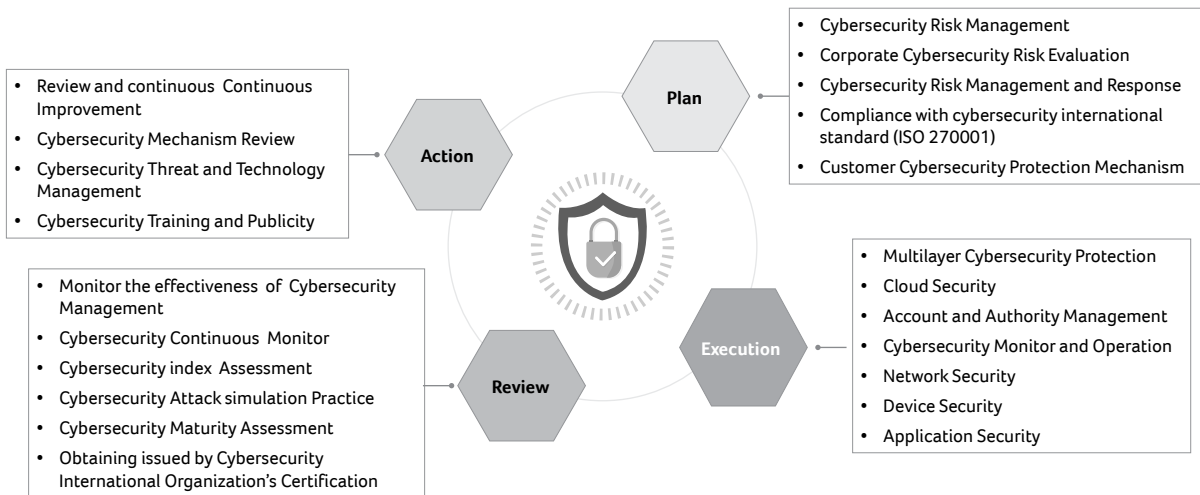 Plan
• Cybersecurity Risk Management
• Corporate Cybersecurity Risk Evaluation
• Cybersecurity Risk Management and Response
• Compliance with cybersecurity international
standard (ISO 270001)
• Customer Cybersecurity Protection Mechanism
Execution
• Multilayer Cybersecurity Protection
• Cloud Security
• Account and Authority Management
• Cybersecurity Monitor and Operation
• Network Security
• Device Security
• Application Security
Review
• Monitor the effectiveness of Cybersecurity
Management
• Cybersecurity Continuous Monitor
• Cybersecurity index Assessment
• Cybersecurity Attack simulation Practice
• Cybersecurity Maturity Assessment
• Obtaining issued by Cybersecurity
International Organization’s Certification
Action
• Review and continuous Continuous
Improvement
• Cybersecurity Mechanism Review
• Cybersecurity Threat and Technology
Management
• Cybersecurity Training and Publicity